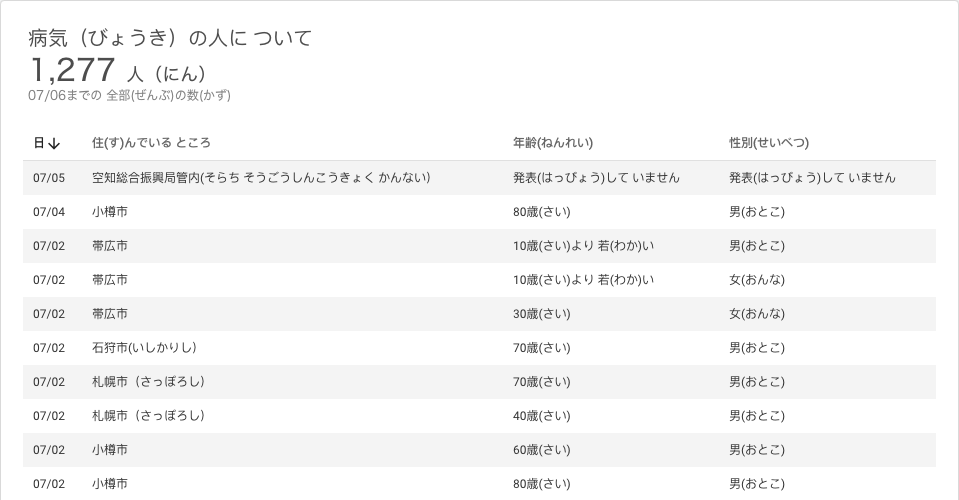 病気（びょうき）の人に ついて
1,277 人（にん）
07/06までの 全部(ぜんぶ)の数(かず)
日↓ 住(す)んでいる ところ 年齢(ねんれい) 性別(せいべつ)
07/05 空知総合振興局管内(そらち そうごうしんこうきょく かんない） 発表(はっぴょう)して いません 発表(はっぴょう)して いません
07/04 小樽市 80歳(さい) 男(おとこ)
07/02 帯広市 10歳(さい)より 若(わか)い 男(おとこ)
07/02 帯広市 10歳(さい)より 若(わか)い 女(おんな)
07/02 帯広市 30歳(さい) 女(おんな)
07/02 石狩市(いしかりし） 70歳(さい) 男(おとこ)
07/02 札幌市（さっぽろし） 70歳(さい) 男(おとこ)
07/02 札幌市（さっぽろし） 40歳(さい) 男(おとこ)
07/02 小樽市 60歳(さい) 男(おとこ)
07/02 小樽市 80歳(さい) 男(おとこ)